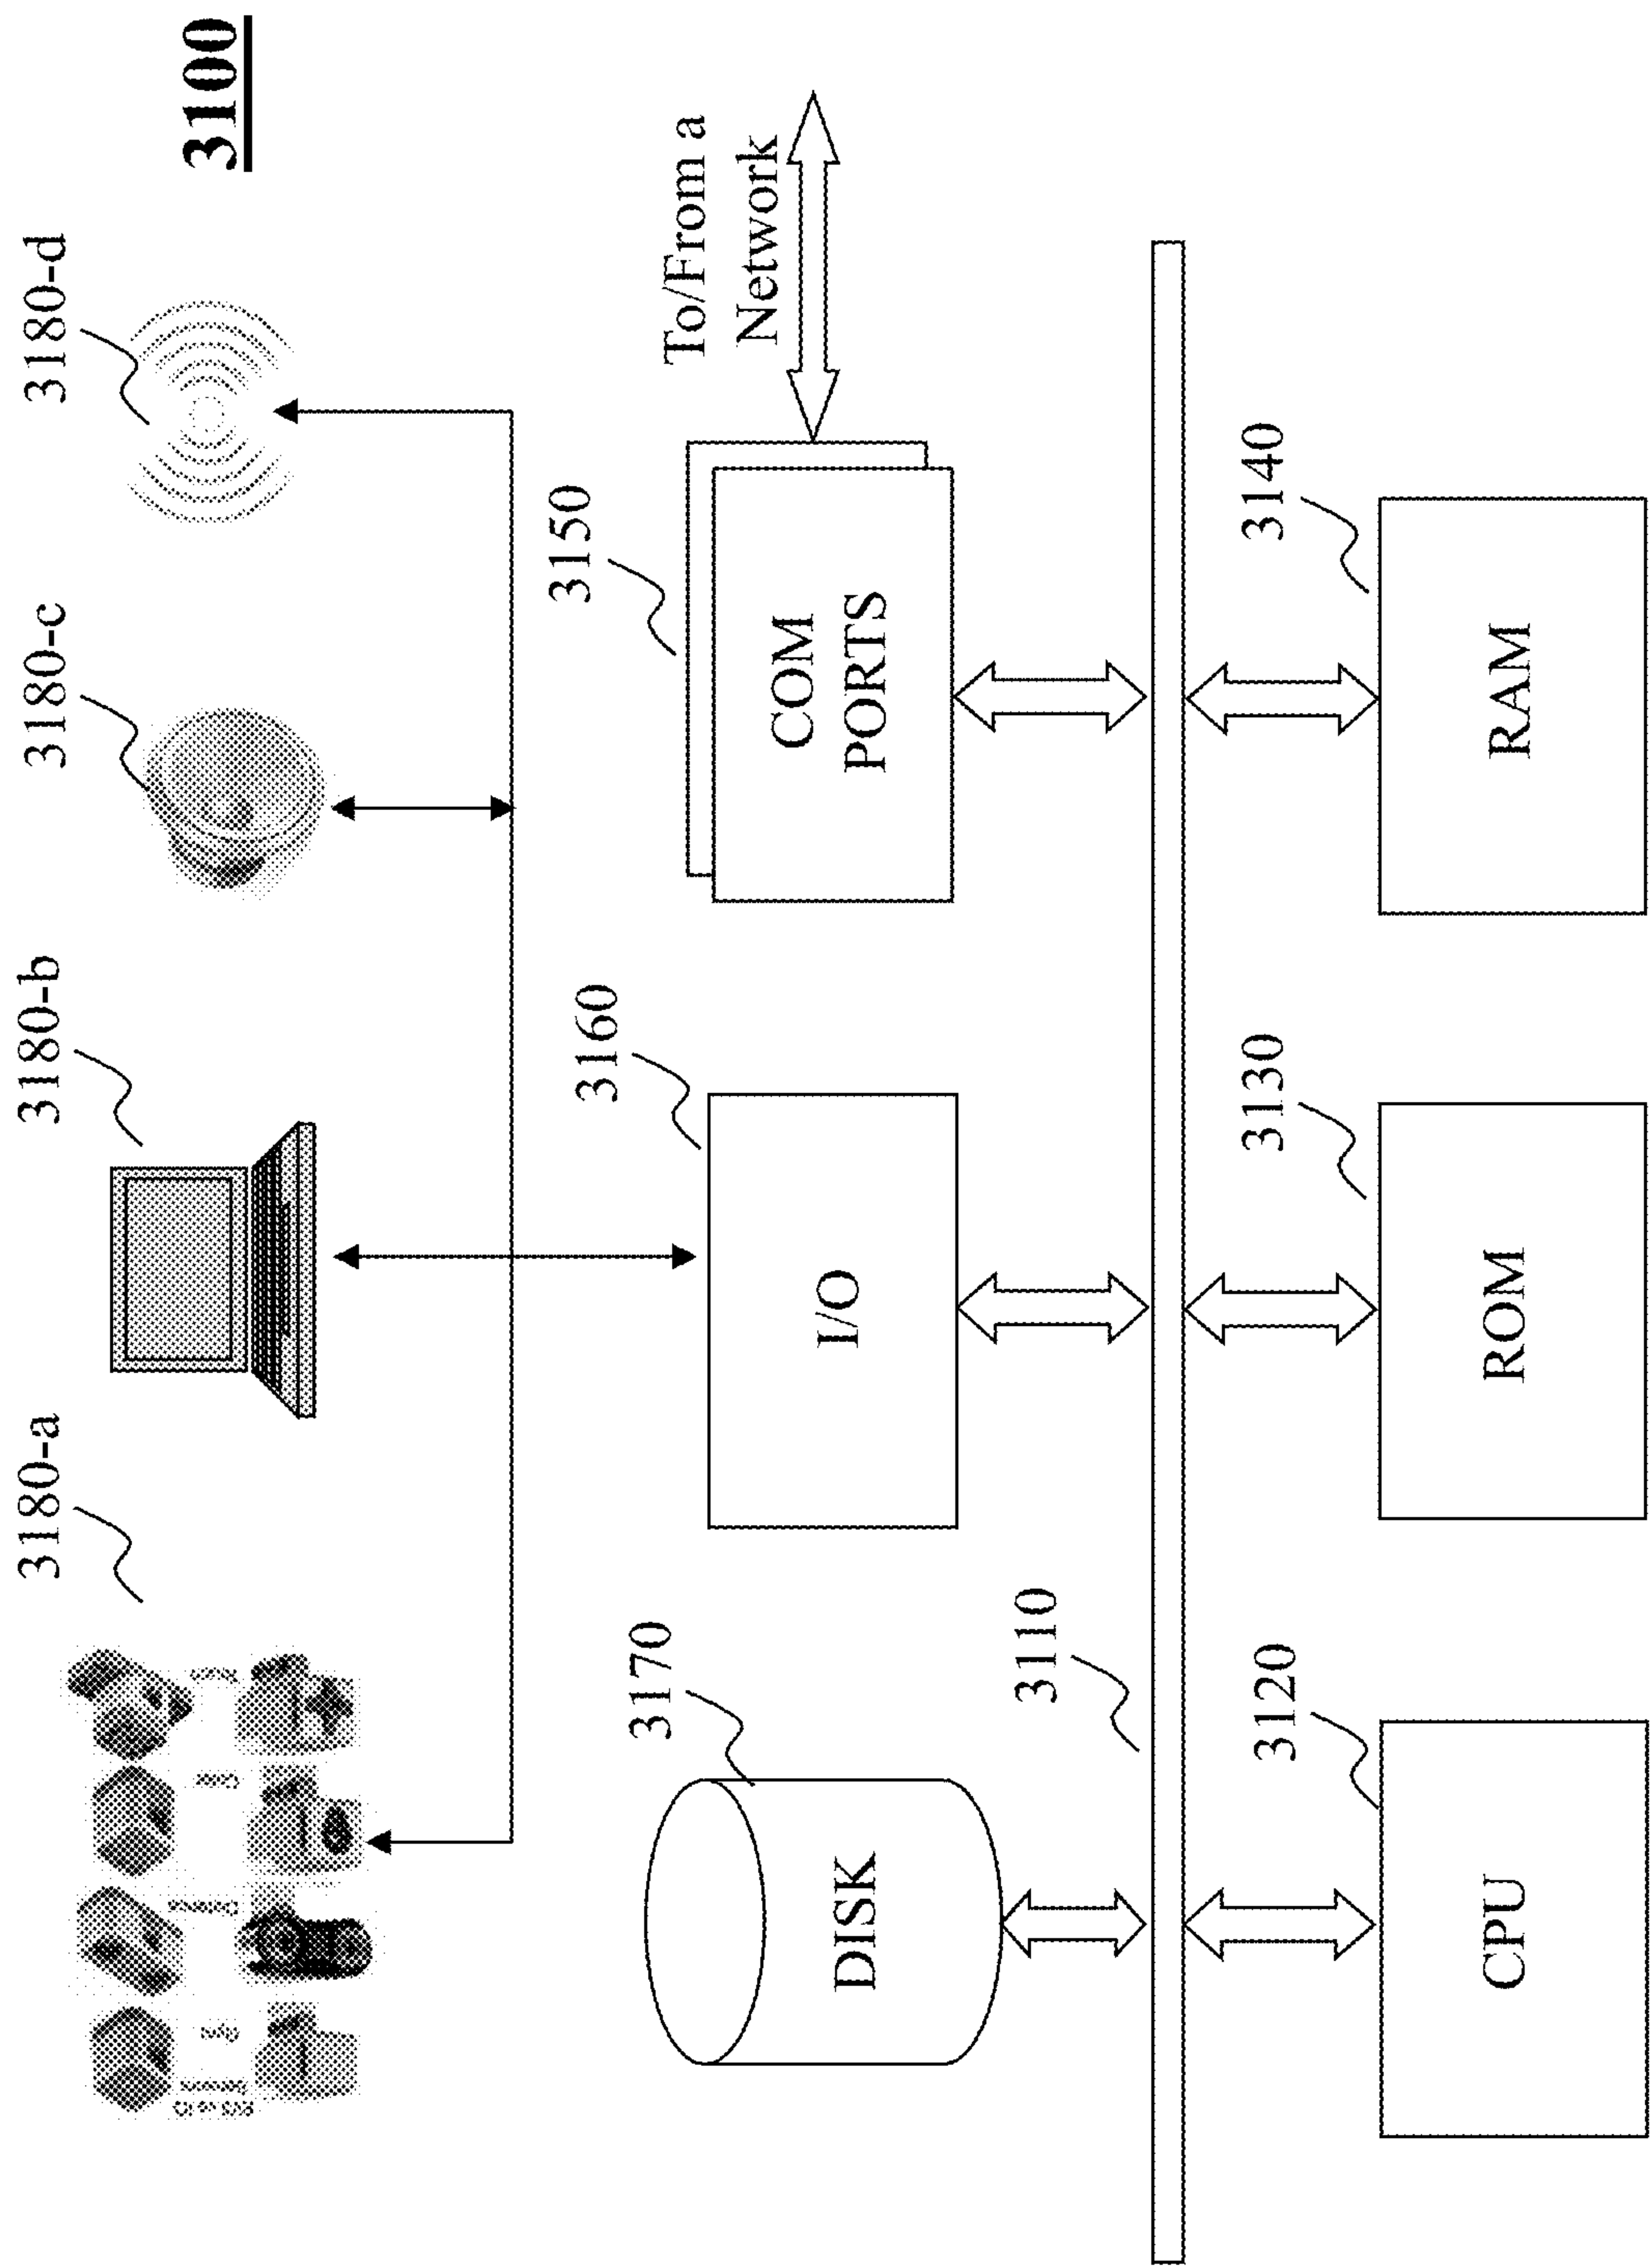 3100
3180-a
3180-b
3180-c
3180-d
3170
3160
3150
To/From a
Network
DISK
I/O
COM
PORTS
3110
3120
3130
3140
CPU
ROM
RAM